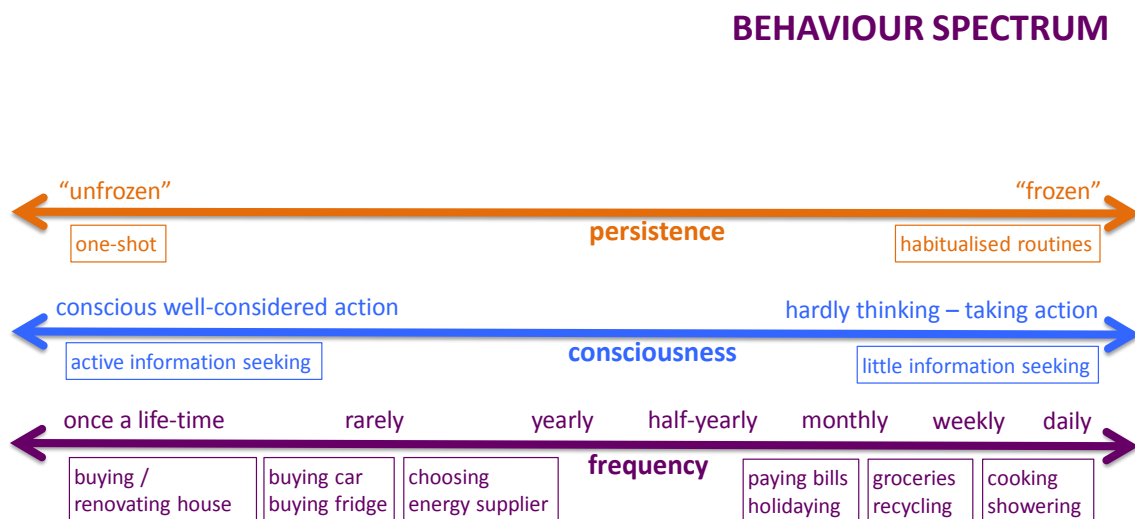 BEHAVIOUR SPECTRUM
“unfrozen”
“frozen”
persistence
one-shot
habitualised routines
conscious well-considered action
hardly thinking – taking action
consciousness
active information seeking
little information seeking
once a life-time
rarely
yearly
half-yearly
monthly
weekly
daily
frequency
buying /
renovating house
buying car
buying fridge
choosing
energy supplier
paying bills
holidaying
groceries
recycling
cooking
showering